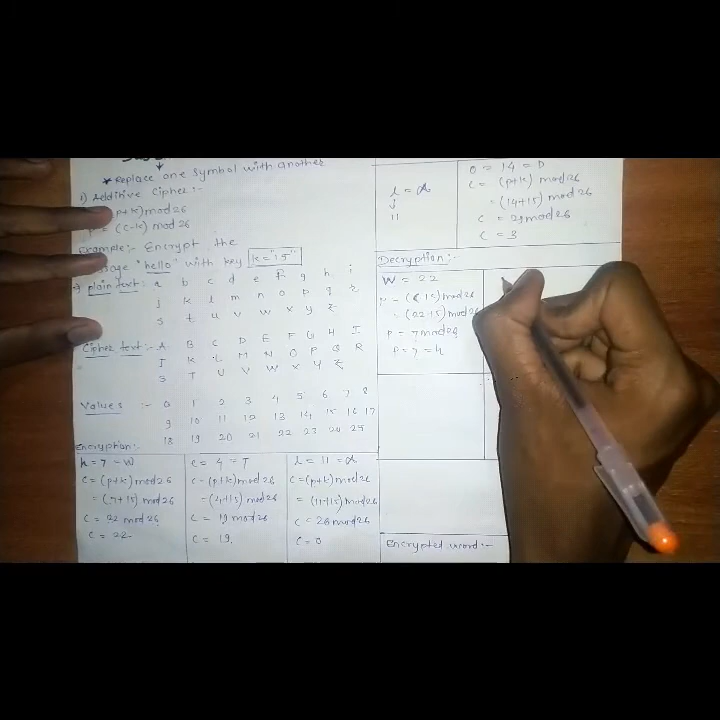 * Replace one symbol with another
1) Additive Cipher :-
p+k) mod 26
= (c-k) mod 26
Example:- Encrypt the
"hello" with key k="15"
plain text : a b c d e f g h i
j k l m n o p q r
s t u v w x y z
Cipher text :- A B C D E F G H I
J K L M N O P Q R
S T U V W X Y Z
Values :- 0 1 2 3 4 5 6 7 8
9 10 11 12 13 14 15 16 17
18 19 20 21 22 23 24 25
Encryption:-
h = 7 = W
C = (p+k) mod 26
= (7+15) mod 26
C = 22 mod 26
C = 22
e = 4 = T
C = (p+k) mod 26
= (4+15) mod 26
C = 19 mod 26
C = 19.
l = 11 = A
C = (p+k) mod 26
= (11+15) mod 26
C = 26 mod 26
C = 0
l = A
11
o = 14 = D
C = (p+k) mod 26
= (14+15) mod 26
C = 29 mod 26
C = 3
Decryption:-
W = 22
= (22-15) mod 26
P = 7 mod 26
P = 7 = h
Encrypted word:-